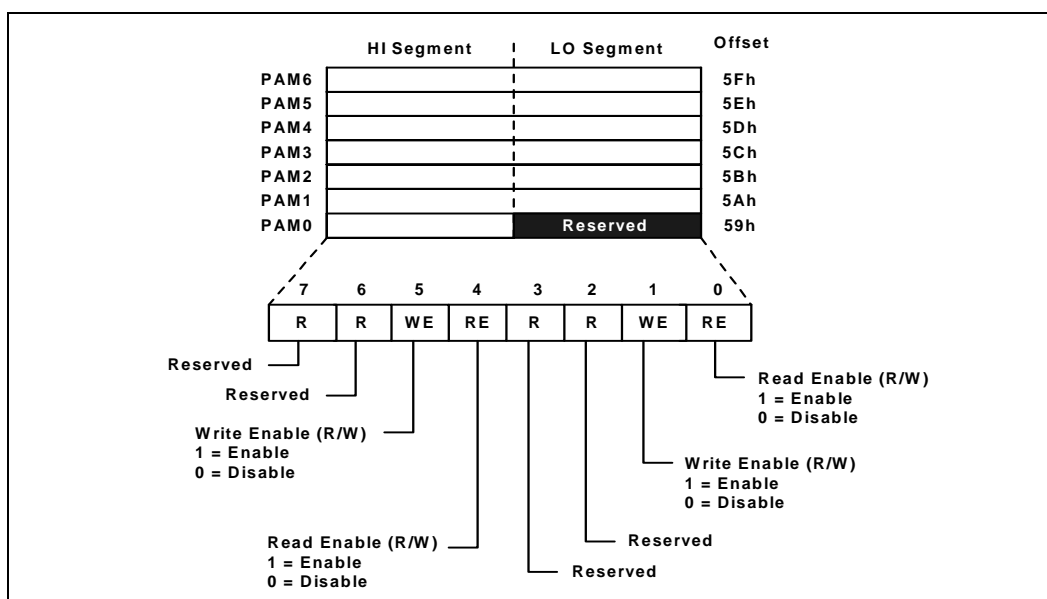 HI Segment LO Segment Offset
PAM6 5Fh
PAM5 5Eh
PAM4 5Dh
PAM3 5Ch
PAM2 5Bh
PAM1 5Ah
PAM0 Reserved 59h
7 6 5 4 3 2 1 0
R R WE RE R R WE RE
Reserved
Reserved
Write Enable (R/W)
1 = Enable
0 = Disable
Read Enable (R/W)
1 = Enable
0 = Disable
Reserved
Reserved
Write Enable (R/W)
1 = Enable
0 = Disable
Read Enable (R/W)
1 = Enable
0 = Disable